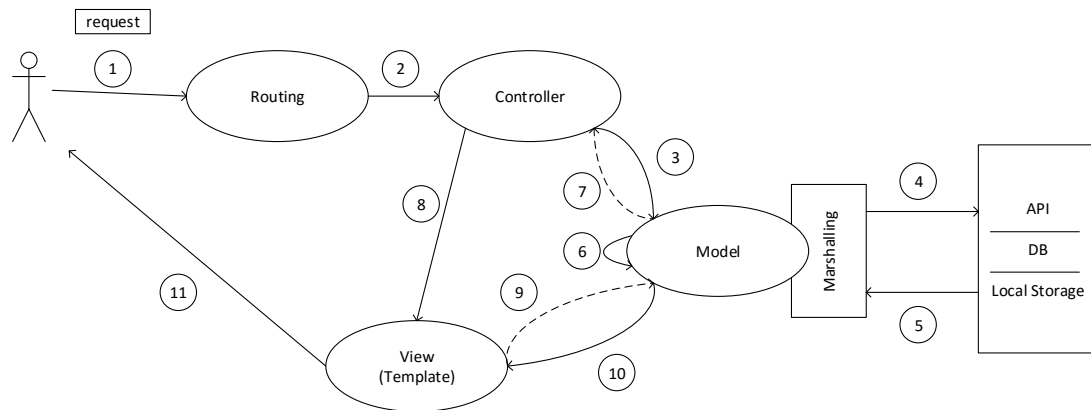 request
1
2
Routing
Controller
3
7
4
8
API
6
Model
Marshalling
DB
9
Local Storage
11
5
View
(Template)
10